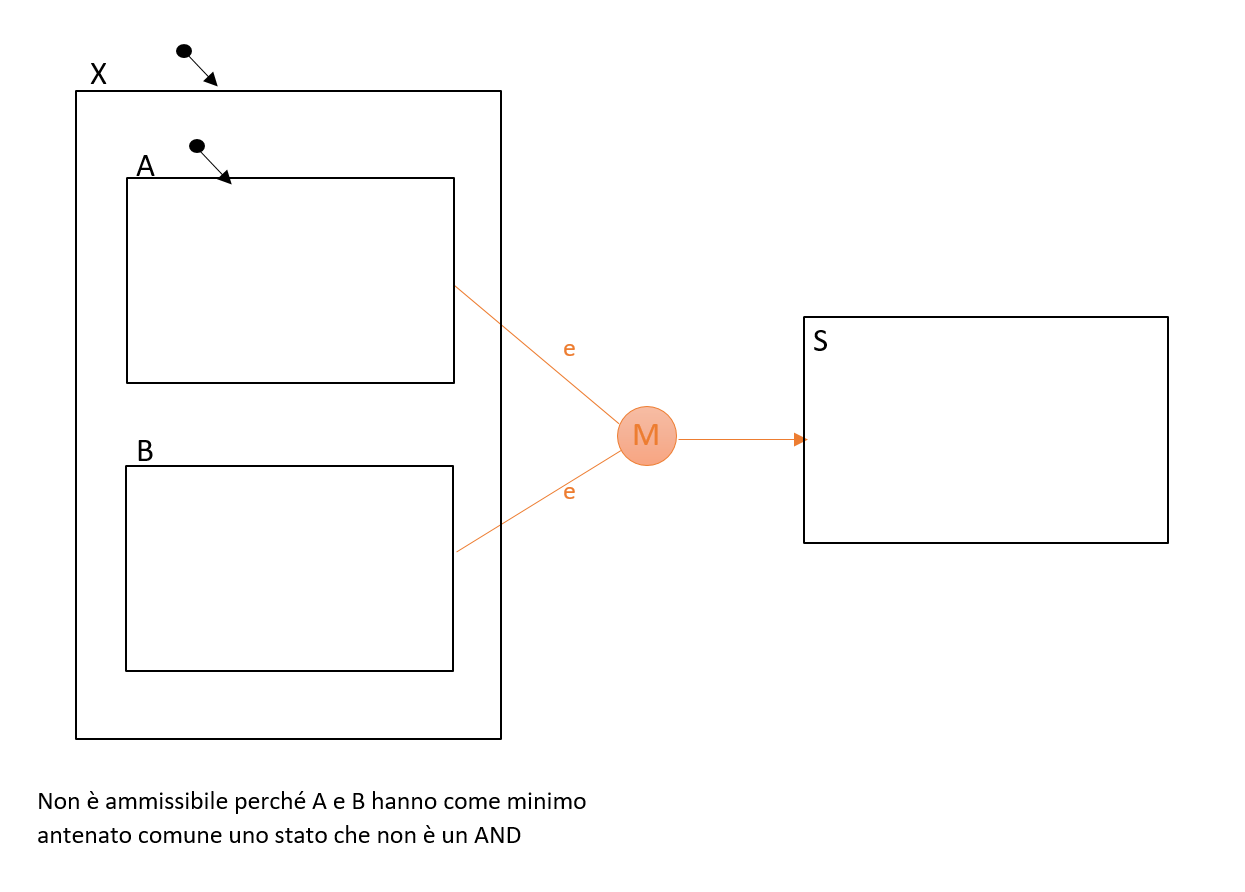 X
A
e
M
S
B
e
Non è ammissibile perché A e B hanno come minimo
antenato comune uno stato che non è un AND